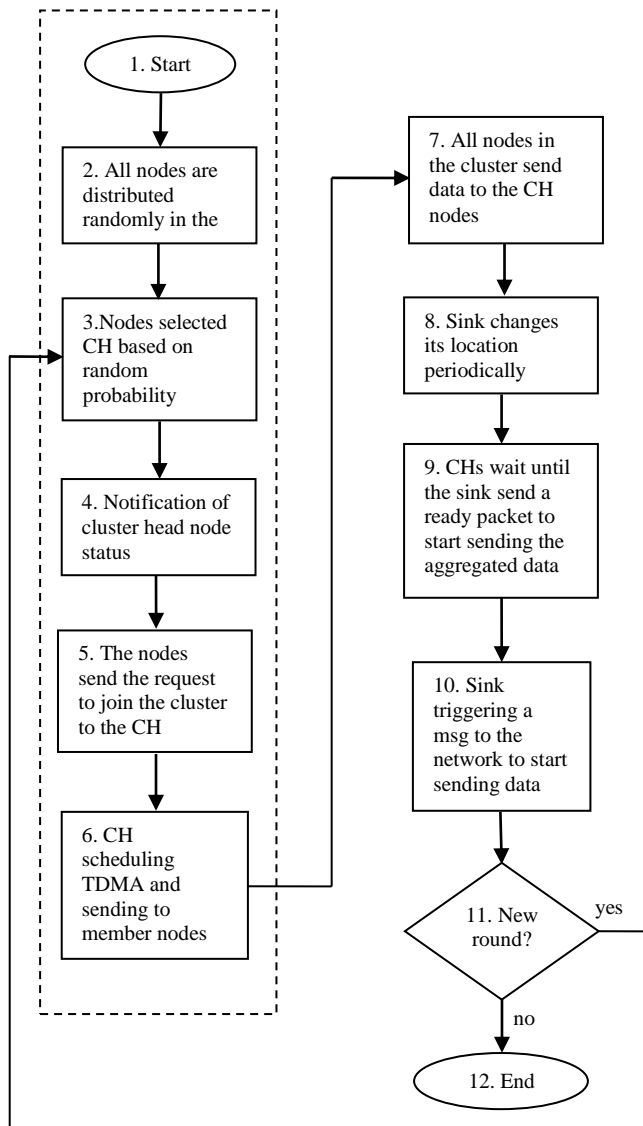 1. Start
2. All nodes are
distributed
randomly in the
3.Nodes selected
CH based on
random
probability
4. Notification of
cluster head node
status
5. The nodes
send the request
to join the cluster
to the CH
6. CH
scheduling
TDMA and
sending to
member nodes
7. All nodes in
the cluster send
data to the CH
nodes
8. Sink changes
its location
periodically
9. CHs wait until
the sink send a
ready packet to
start sending the
aggregated data
10. Sink
triggering a
msg to the
network to start
sending data
11. New
round?
yes
no
12. End